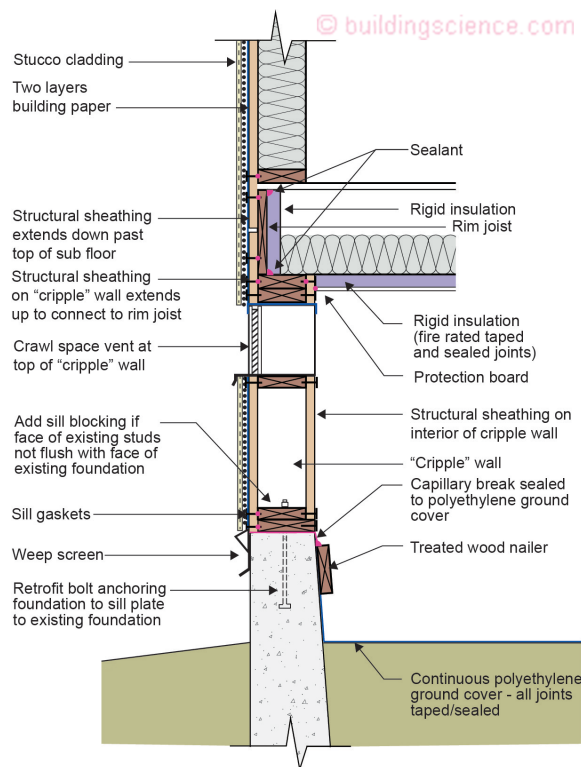 © buildingscience.com
Stucco cladding
Two layers
building paper
Sealant
Structural sheathing
extends down past
top of sub floor
Rigid insulation
Rim joist
Structural sheathing
on “cripple” wall extends
up to connect to rim joist
Rigid insulation
(fire rated taped
and sealed joints)
Crawl space vent at
top of “cripple” wall
Protection board
Add sill blocking if
face of existing studs
not flush with face of
existing foundation
Structural sheathing on
interior of cripple wall
“Cripple” wall
Capillary break sealed
to polyethylene ground
cover
Sill gaskets
Treated wood nailer
Weep screen
Retrofit bolt anchoring
foundation to sill plate
to existing foundation
Continuous polyethylene
ground cover - all joints
taped/sealed